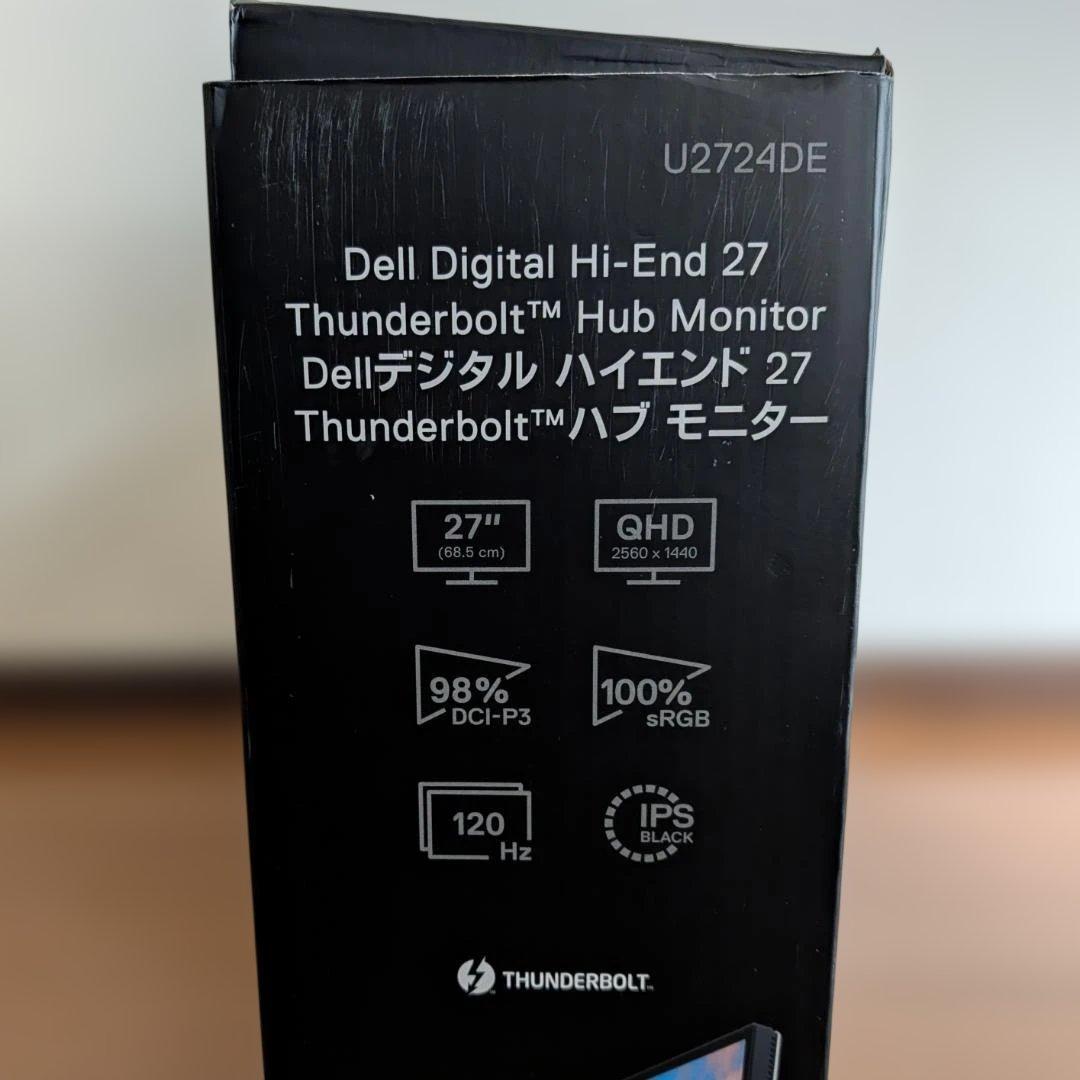 U2724DE
Dell Digital Hi-End 27
Thunderbolt™ Hub Monitor
Dellデジタル ハイエンド 27
Thunderbolt™ハブ モニター
27"
(68.5 cm)
QHD
2560 x 1440
98%
DCI-P3
100%
sRGB
120
Hz
IPS
BLACK
THUNDERBOLT™